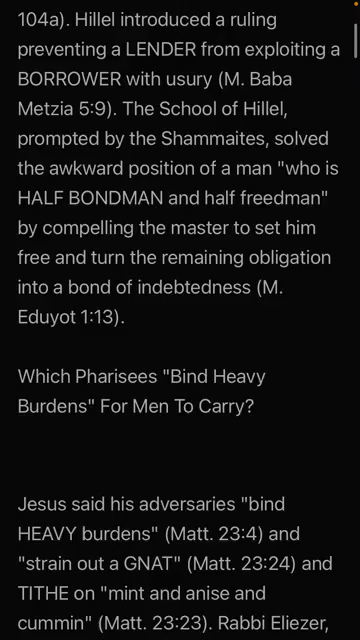 104a). Hillel introduced a ruling
preventing a LENDER from exploiting a
BORROWER with usury (M. Baba
Metzia 5:9). The School of Hillel,
prompted by the Shammaites, solved
the awkward position of a man "who is
HALF BONDMAN and half freedman"
by compelling the master to set him
free and turn the remaining obligation
into a bond of indebtedness (M.
Eduyot 1:13).
Which Pharisees "Bind Heavy
Burdens" For Men To Carry?
Jesus said his adversaries "bind
HEAVY burdens" (Matt. 23:4) and
"strain out a GNAT" (Matt. 23:24) and
TITHE on "mint and anise and
cummin" (Matt. 23:23). Rabbi Eliezer,